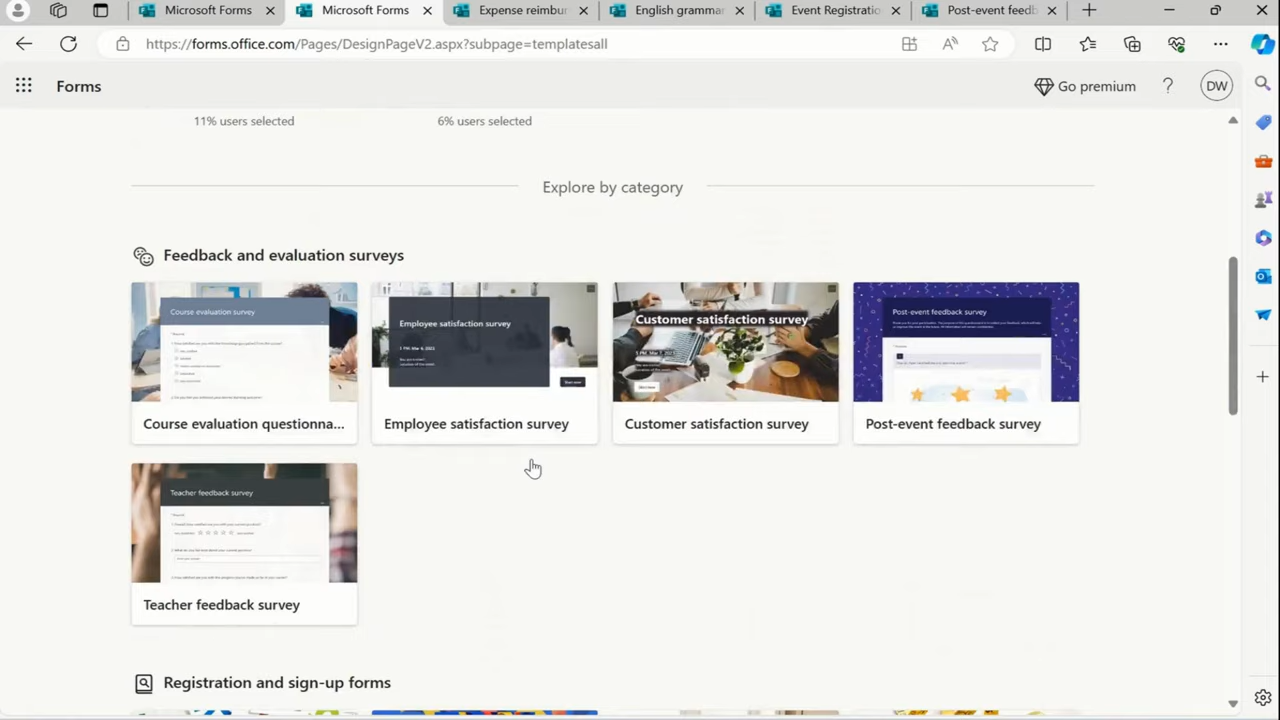 Microsoft Forms
Microsoft Forms
Expense reimbur
English grammar
Event Registratio
Post-event feedb
https://forms.office.com/Pages/DesignPageV2.aspx?subpage=templatesall
Forms
Go premium
?
DW
11% users selected
6% users selected
Explore by category
Feedback and evaluation surveys
Course evaluation survey
Employee satisfaction survey
Customer satisfaction survey
Post-event feedback survey
Course evaluation questionna...
Employee satisfaction survey
Customer satisfaction survey
Post-event feedback survey
Teacher feedback survey
Teacher feedback survey
Registration and sign-up forms